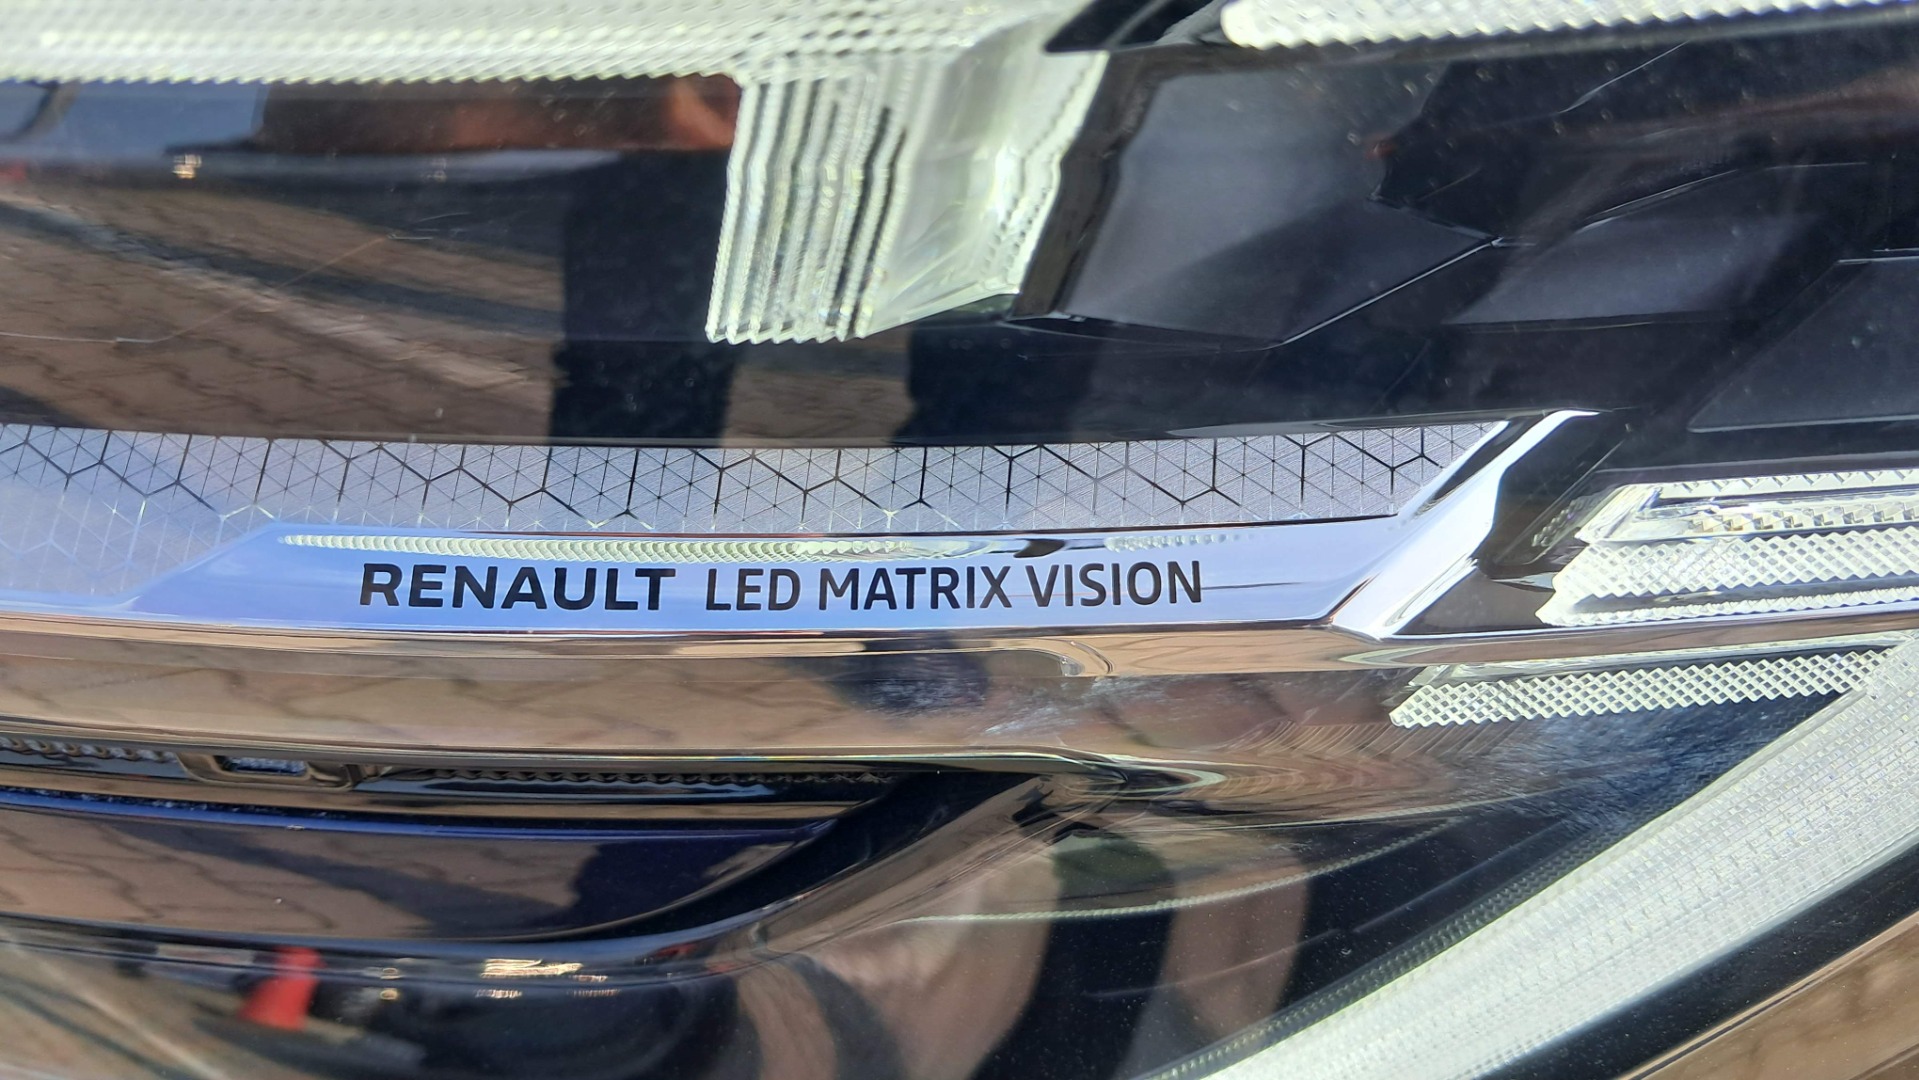 RENAULT LED MATRIX VISION